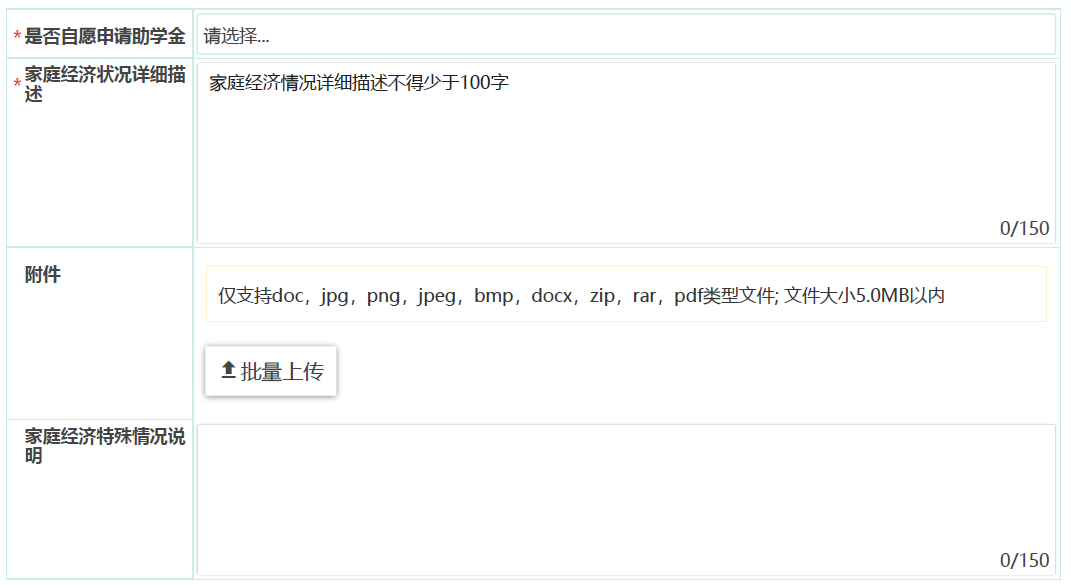 *是否自愿申请助学金
请选择...
*家庭经济状况详细描
述
家庭经济情况详细描述不得少于100字
0/150
附件
仅支持doc，jpg，png，jpeg，bmp，docx，zip，rar，pdf类型文件; 文件大小5.0MB以内
批量上传
家庭经济特殊情况说
明
0/150